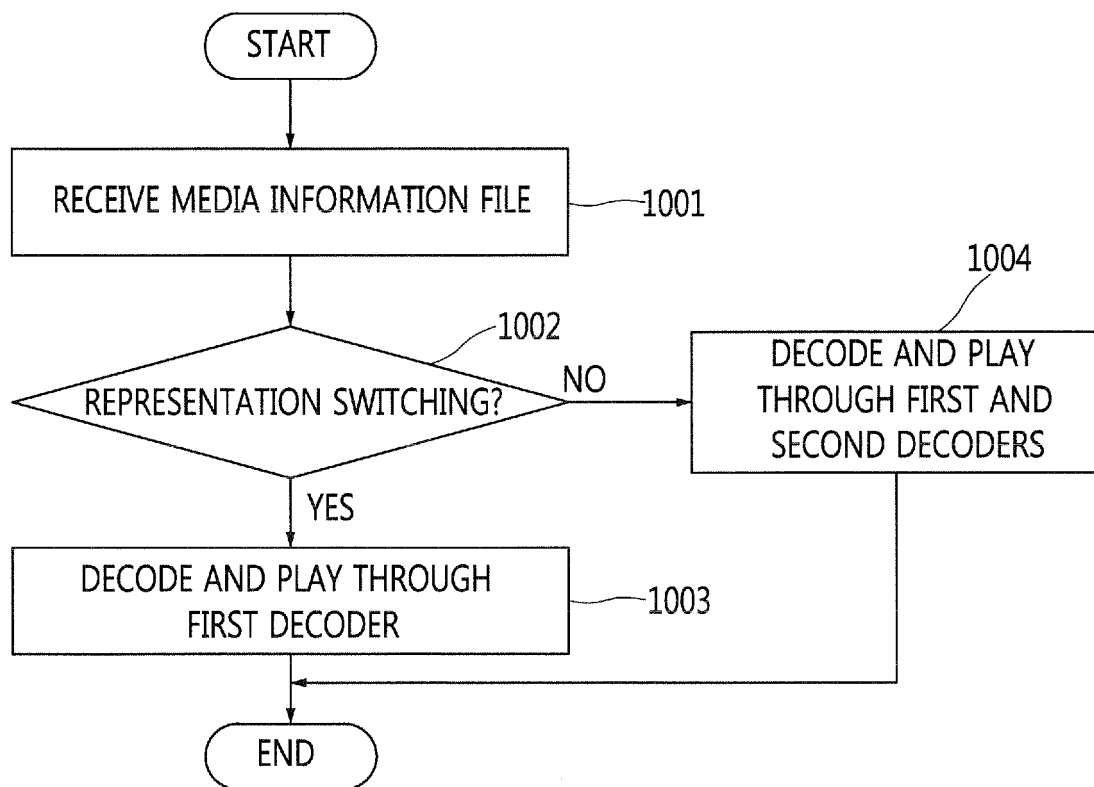 START
RECEIVE MEDIA INFORMATION FILE
1001
1002
REPRESENTATION SWITCHING?
NO
1004
DECODE AND PLAY
THROUGH FIRST AND
SECOND DECODERS
YES
DECODE AND PLAY THROUGH
FIRST DECODER
1003
END